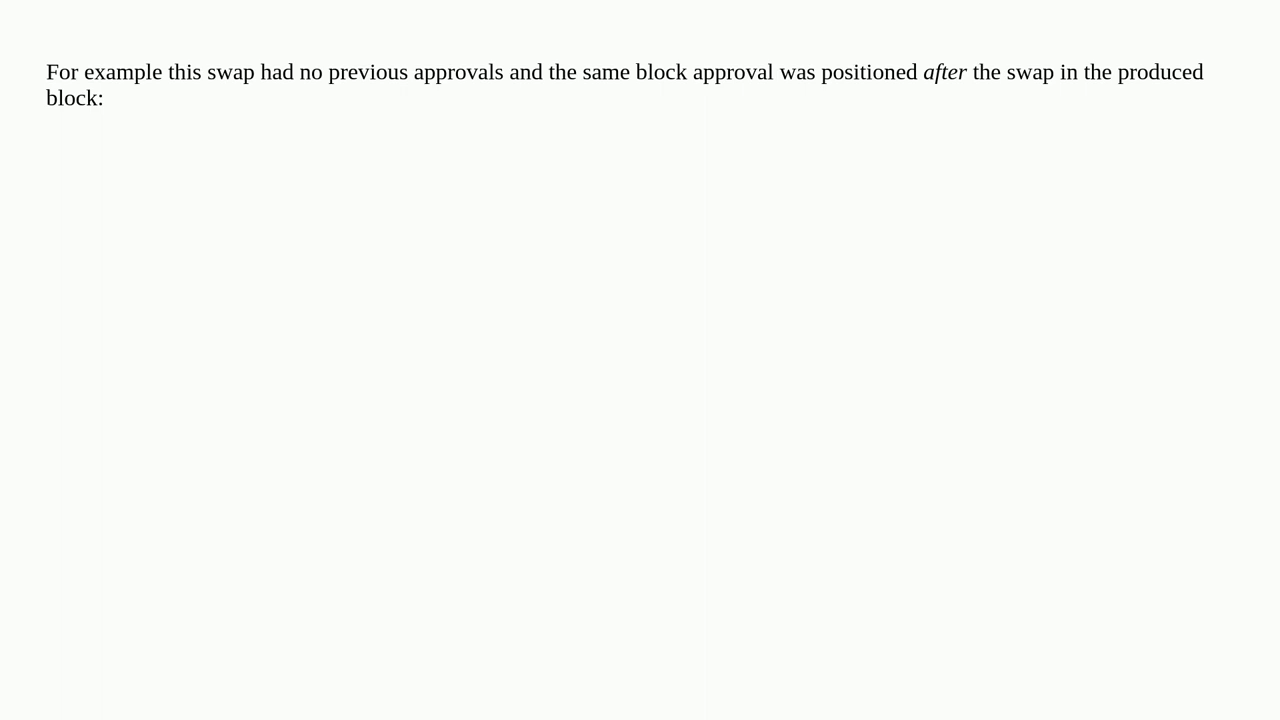 For example this swap had no previous approvals and the same block approval was positioned after the swap in the produced
block: